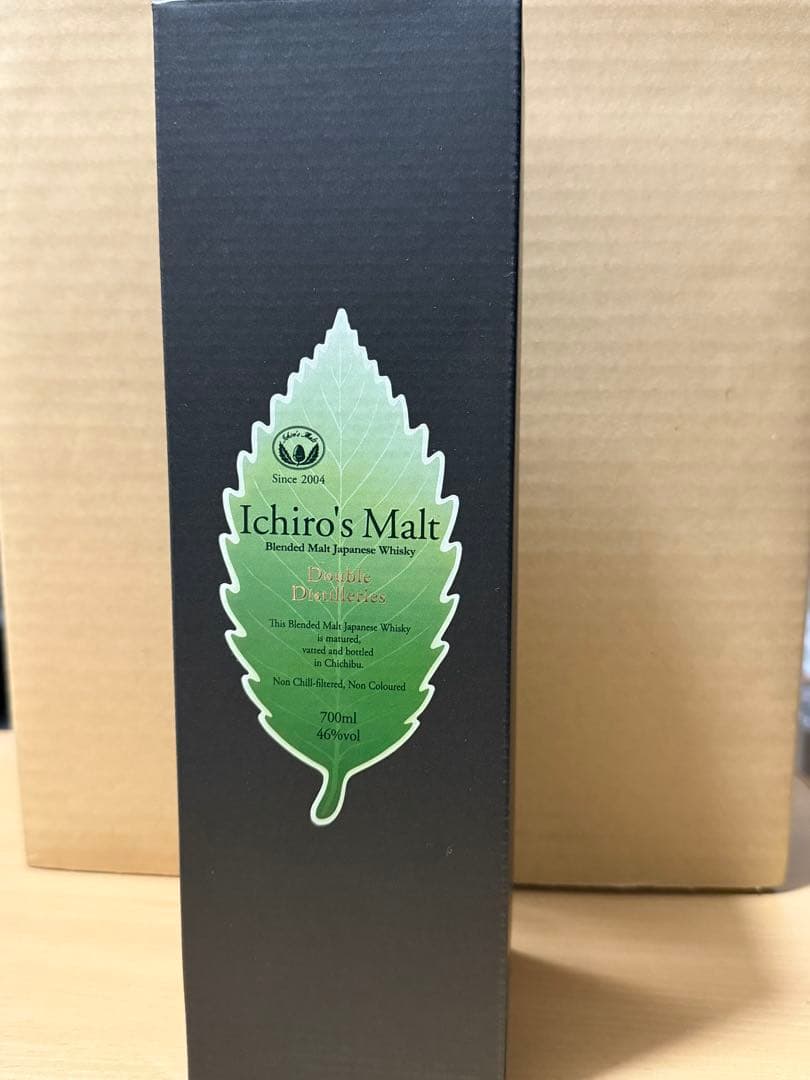 Ichiro's Malt
Since 2004
Ichiro's Malt
Blended Malt Japanese Whisky
Double
Distilleries
This Blended Malt Japanese Whisky
is matured,
vatted and bottled
in Chichibu.
Non Chill-filtered, Non Coloured
700ml
46%vol